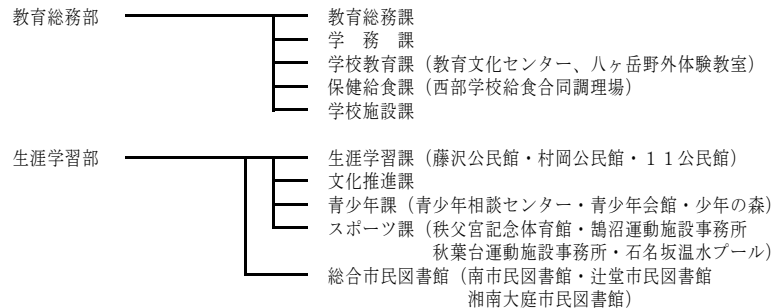 教育総務部 教育総務課
学　務　課
学校教育課（教育文化センター、八ヶ岳野外体験教室）
保健給食課（西部学校給食合同調理場）
学校施設課
生涯学習部 生涯学習課（藤沢公民館・村岡公民館・１１公民館）
文化推進課
青少年課（青少年相談センター・青少年会館・少年の森）
スポーツ課（秩父宮記念体育館・鵠沼運動施設事務所
秋葉台運動施設事務所・石名坂温水プール）
総合市民図書館（南市民図書館・辻堂市民図書館
湘南大庭市民図書館）